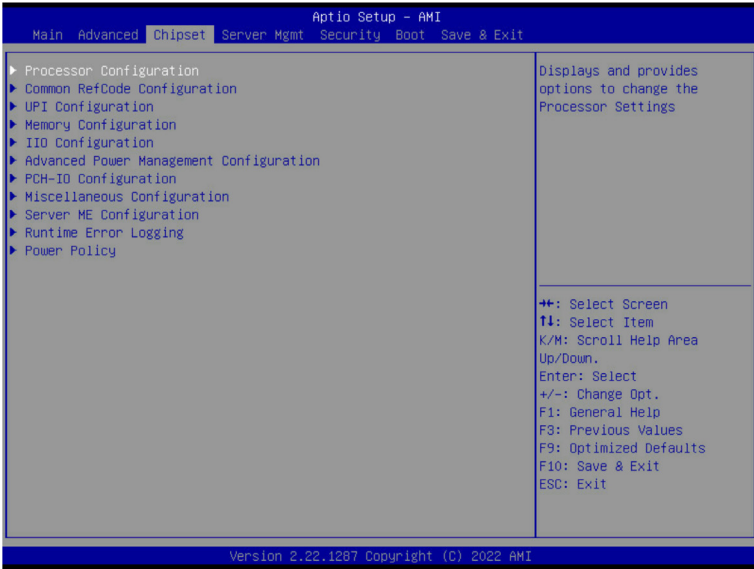 Aptio Setup – AMI
Main Advanced Chipset Server Mgmt Security Boot Save & Exit
▶ Processor Configuration
▶ Common RefCode Configuration
▶ UPI Configuration
▶ Memory Configuration
▶ IIO Configuration
▶ Advanced Power Management Configuration
▶ PCH-IO Configuration
▶ Miscellaneous Configuration
▶ Server ME Configuration
▶ Runtime Error Logging
▶ Power Policy
Displays and provides
options to change the
Processor Settings
→←: Select Screen
↑↓: Select Item
K/M: Scroll Help Area
Up/Down.
Enter: Select
+/-: Change Opt.
F1: General Help
F3: Previous Values
F9: Optimized Defaults
F10: Save & Exit
ESC: Exit
Version 2.22.1287 Copyright (C) 2022 AMI